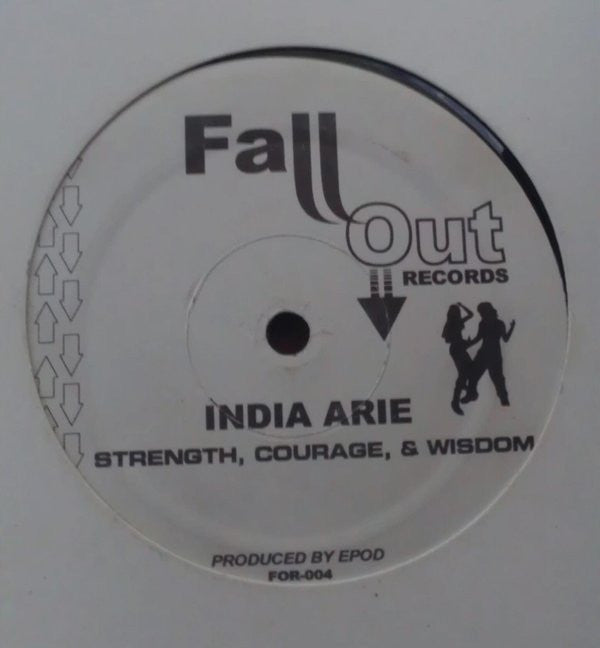 Fall
Out
RECORDS
INDIA ARIE
STRENGTH, COURAGE, & WISDOM
PRODUCED BY EPOD
FOR-004